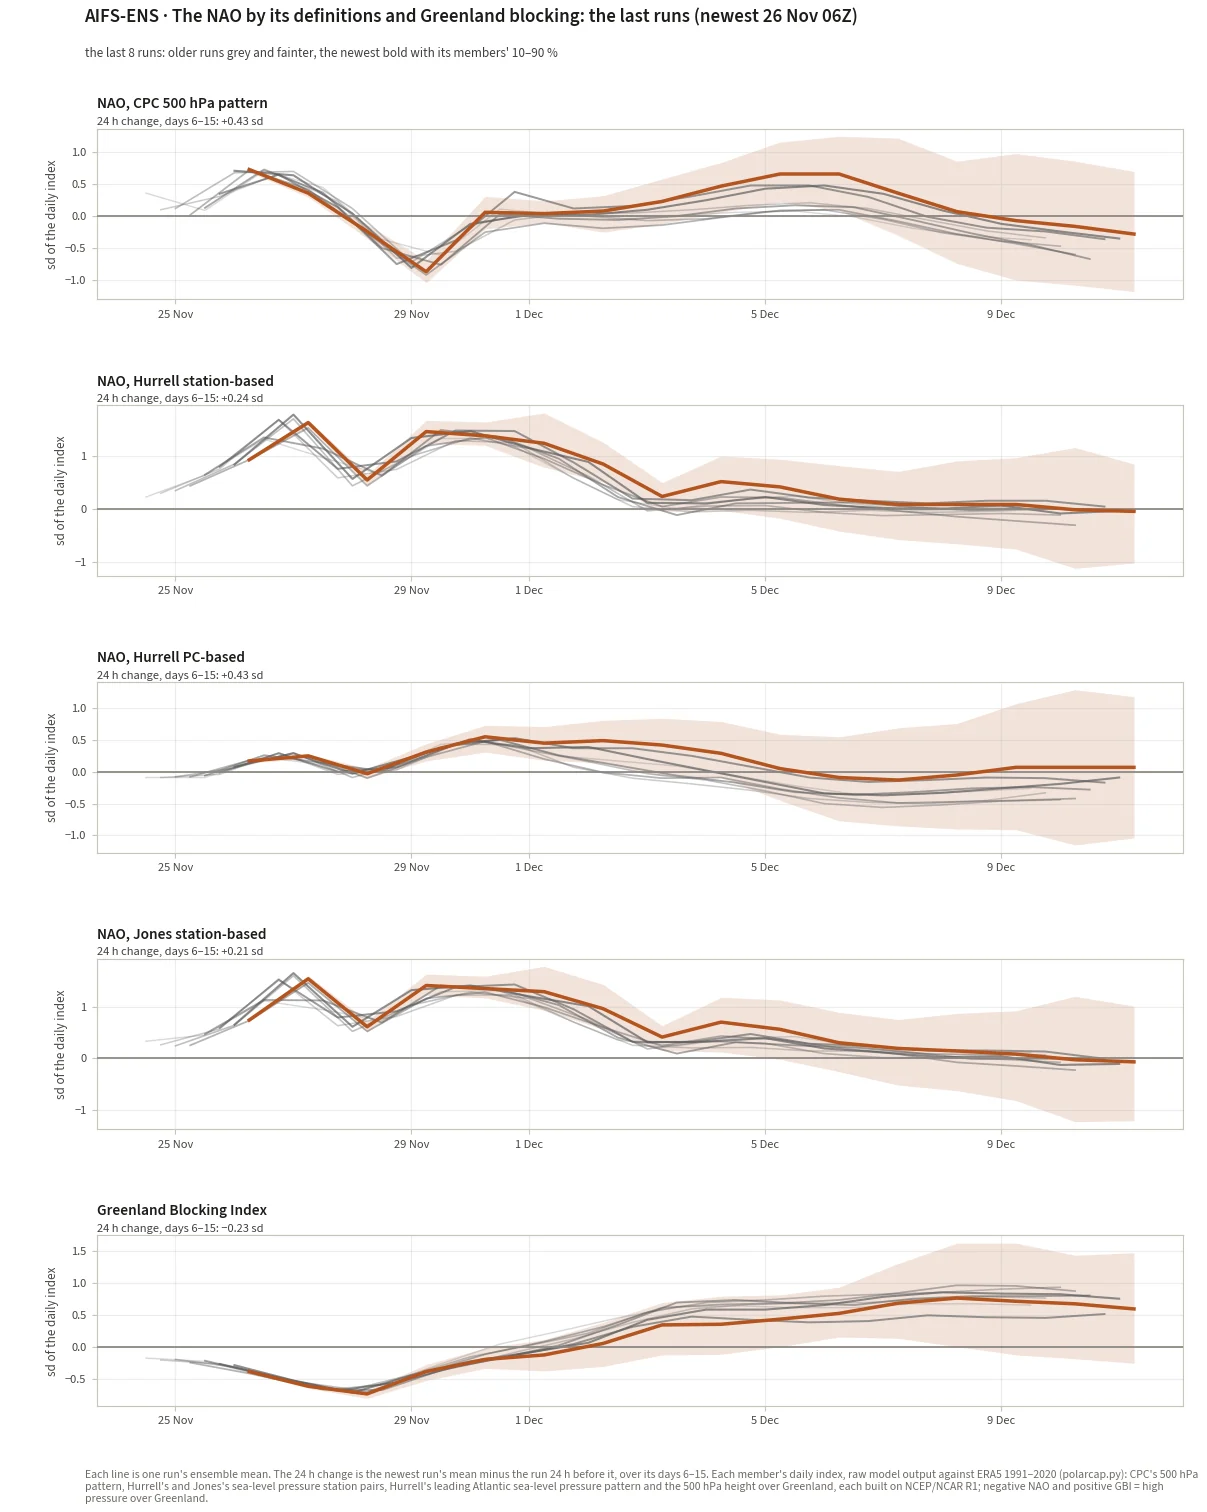 AIFS-ENS · The NAO by its definitions and Greenland blocking: the last runs (newest 26 Nov 06Z)
the last 8 runs: older runs grey and fainter, the newest bold with its members' 10–90 %
NAO, CPC 500 hPa pattern
24 h change, days 6–15: +0.43 sd
sd of the daily index
1.0
0.5
0.0
−0.5
−1.0
25 Nov
29 Nov
1 Dec
5 Dec
9 Dec
NAO, Hurrell station-based
24 h change, days 6–15: +0.24 sd
sd of the daily index
1
0
−1
25 Nov
29 Nov
1 Dec
5 Dec
9 Dec
NAO, Hurrell PC-based
24 h change, days 6–15: +0.43 sd
sd of the daily index
1.0
0.5
0.0
−0.5
−1.0
25 Nov
29 Nov
1 Dec
5 Dec
9 Dec
NAO, Jones station-based
24 h change, days 6–15: +0.21 sd
sd of the daily index
1
0
−1
25 Nov
29 Nov
1 Dec
5 Dec
9 Dec
Greenland Blocking Index
24 h change, days 6–15: −0.23 sd
sd of the daily index
1.5
1.0
0.5
0.0
−0.5
25 Nov
29 Nov
1 Dec
5 Dec
9 Dec
Each line is one run's ensemble mean. The 24 h change is the newest run's mean minus the run 24 h before it, over its days 6–15. Each member's daily index, raw model output against ERA5 1991–2020 (polarcap.py): CPC's 500 hPa
pattern, Hurrell's and Jones's sea-level pressure station pairs, Hurrell's leading Atlantic sea-level pressure pattern and the 500 hPa height over Greenland, each built on NCEP/NCAR R1; negative NAO and positive GBI = high
pressure over Greenland.